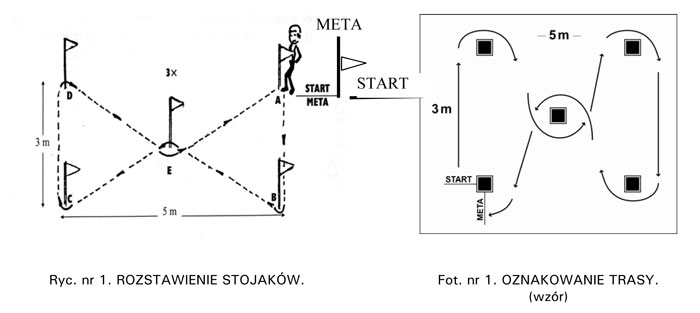 META
START
3×
D
A
START
META
3 m
E
C
B
5 m
5 m
3 m
START
META
Ryc. nr 1. ROZSTAWIENIE STOJAKÓW.
Fot. nr 1. OZNAKOWANIE TRASY.
(wzór)